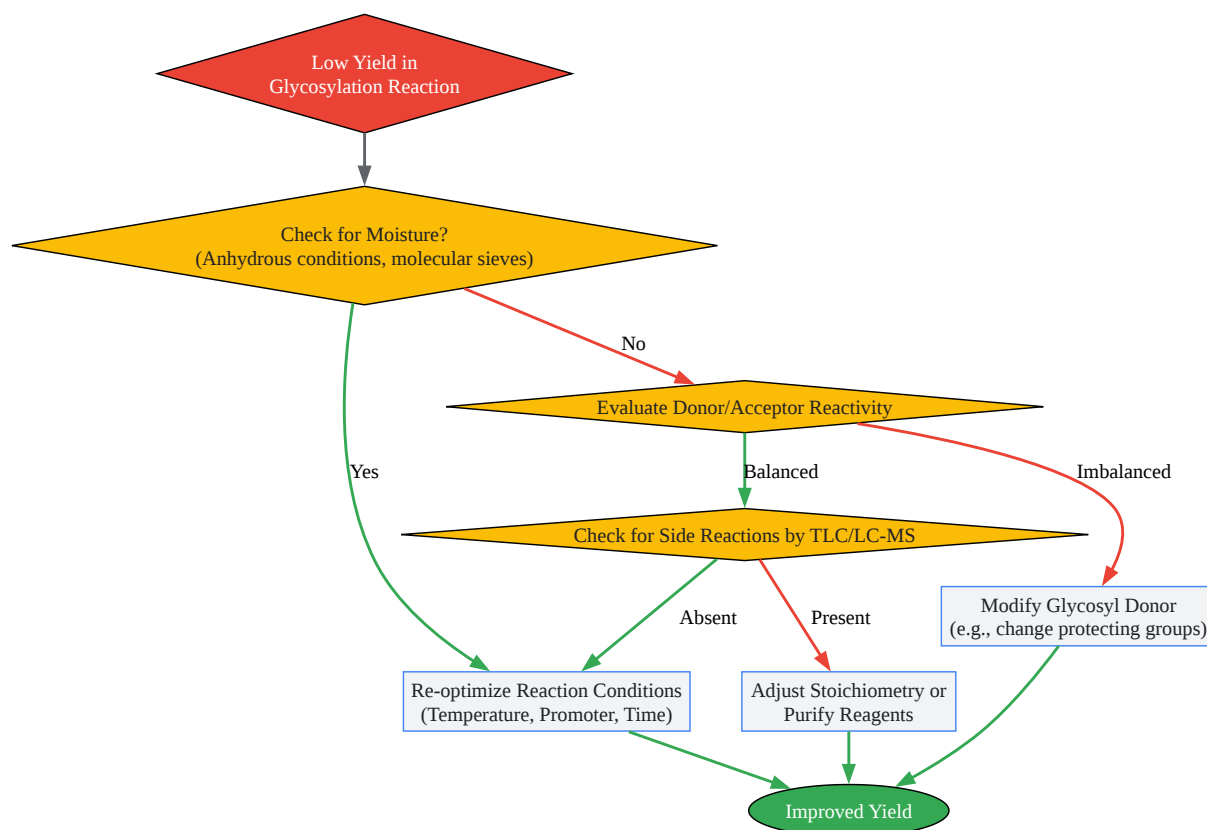 Low Yield in
Glycosylation Reaction
Check for Moisture?
(Anhydrous conditions, molecular sieves)
No
Evaluate Donor/Acceptor Reactivity
Yes
Balanced
Imbalanced
Check for Side Reactions by TLC/LC-MS
Absent
Present
Modify Glycosyl Donor
(e.g., change protecting groups)
Re-optimize Reaction Conditions
(Temperature, Promoter, Time)
Adjust Stoichiometry or
Purify Reagents
Improved Yield